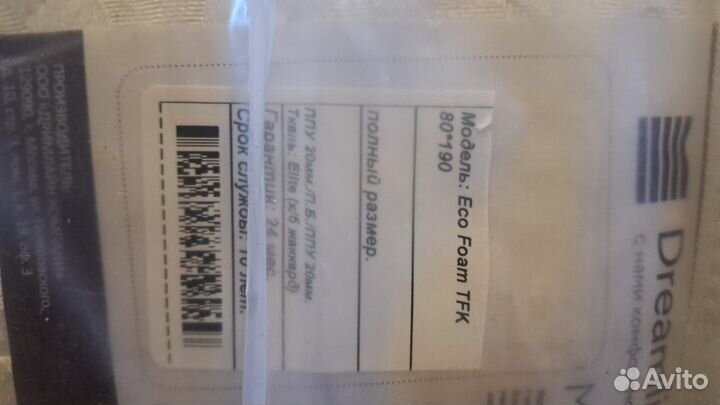 Dream
с нами комфо
Модель: Eco Foam TFK
80*190
полный размер.
ППУ 20мм./П.Б./ППУ 20мм.
Ткань: Elite (х/б жаккард)
Гарантия: 24 мес.
Срок службы: 10 лет.
ПРОИЗВОДИТЕЛЬ:
129090,
Avito